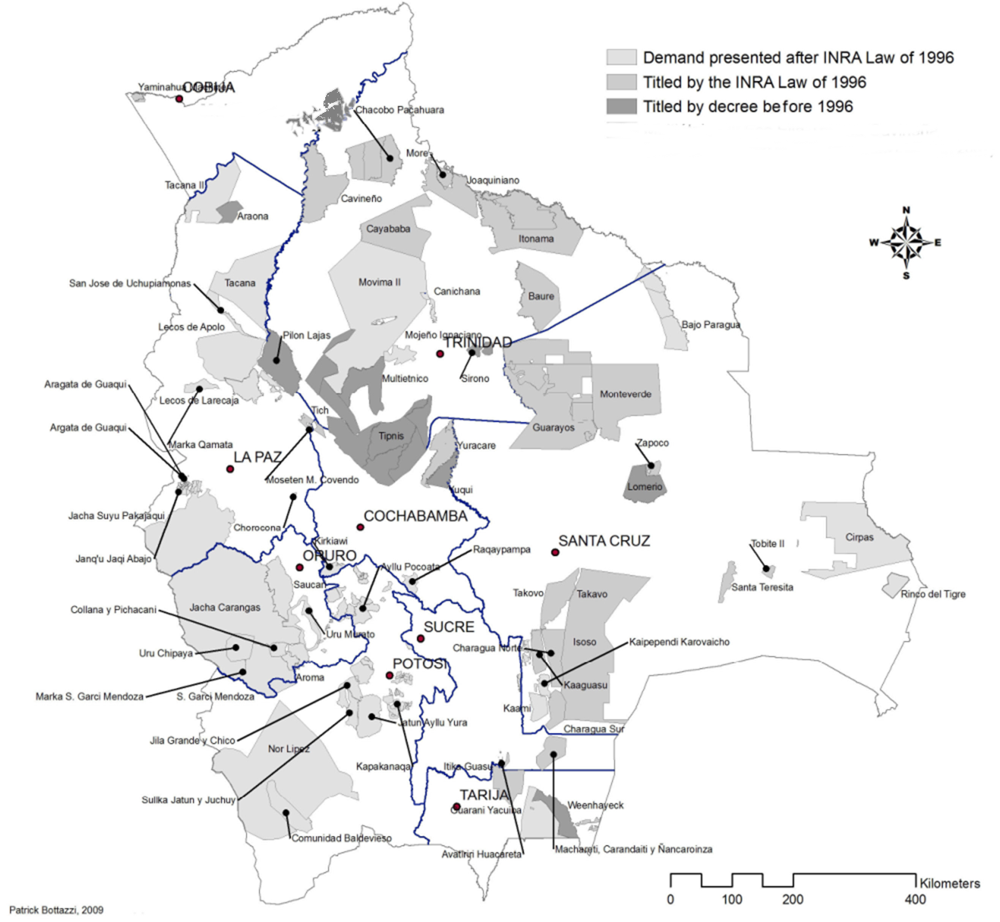 Demand presented after INRA Law of 1996
Titled by the INRA Law of 1996
Titled by decree before 1996
COBIJA
Chacobo Pacahuara
More
Joaquiniano
Tacana II
Araona
Cavineño
Cayababa
Itonama
N
W E
S
San Jose de Uchupiamonas
Tacana
Movima II
Canichana
Baure
Bajo Paragua
Lecos de Apolo
Pilon Lajas
Mojeño Ignaciano
TRINIDAD
Multietnico
Sirono
Aragata de Guaqui
Lecos de Larecaja
Monteverde
Tich
Argata de Guaqui
Guarayos
Tipnis
Marka Qamata
Yuracare
Zapoco
LA PAZ
Moseten M. Covendo
Lomerio
Yuqui
Jacha Suyu Pakajaqui
COCHABAMBA
Chorocona
Kirkiawi
SANTA CRUZ
Cirpas
Tobite II
Raqaypampa
Janq'u Jaqi Abajo
ORURO
Ayllu Pocoata
Saucari
Santa Teresita
Rinco del Tigre
Takovo
Takavo
Collana y Pichacani
Jacha Carangas
SUCRE
Uru Murato
Isoso
Kaipependi Karovaicho
Charagua Norte
Uru Chipaya
POTOSI
Aroma
Kaaguasu
Marka S. Garci Mendoza
S. Garci Mendoza
Kaami
Jatun Ayllu Yura
Charagua Sur
Jila Grande y Chico
Nor Lipez
Kapakanaqa
Itika Guasu
Sullka Jatun y Juchuy
TARIJA
Guarani Yacuiba
Weenhayeck
Comunidad Baldevieso
Avatiriri Huacareta
Machareti, Carandaiti y Ñancaroinza
Kilometers
0 100 200 400
Patrick Bottazzi, 2009